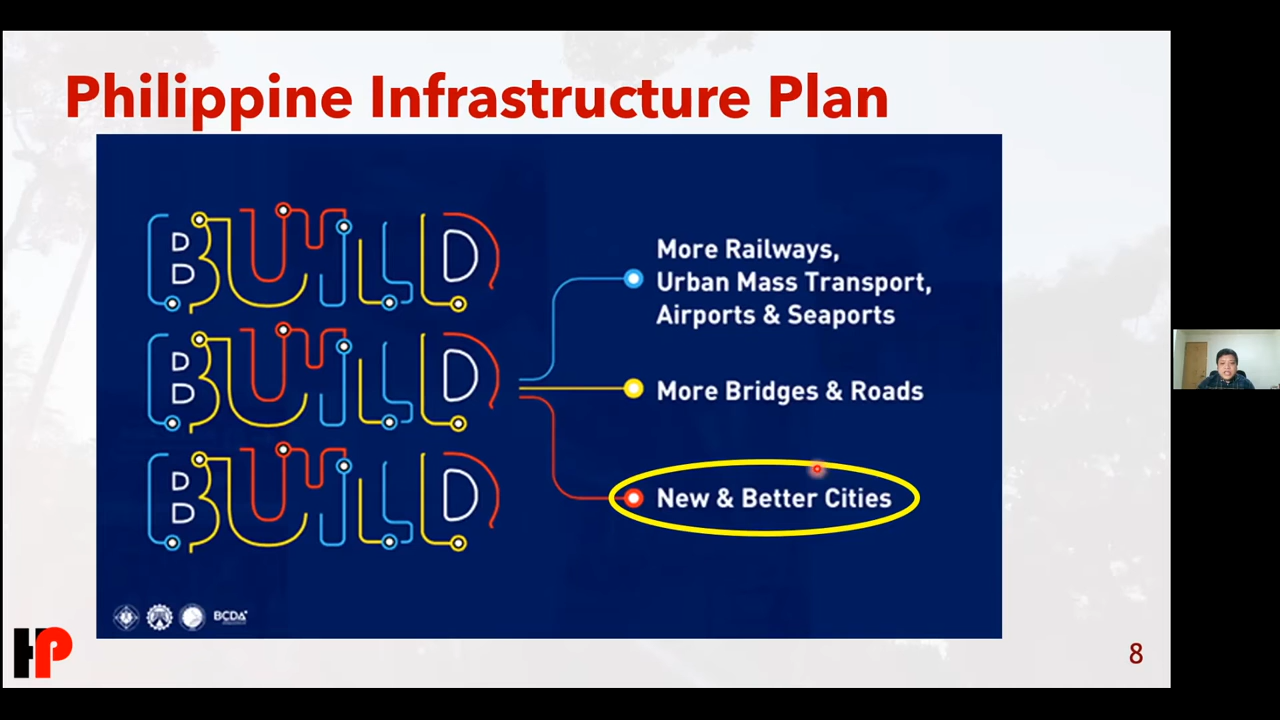 Philippine Infrastructure Plan
BUILD
BUILD
BUILD
More Railways,
Urban Mass Transport,
Airports & Seaports
More Bridges & Roads
New & Better Cities
BCDA
HP
8